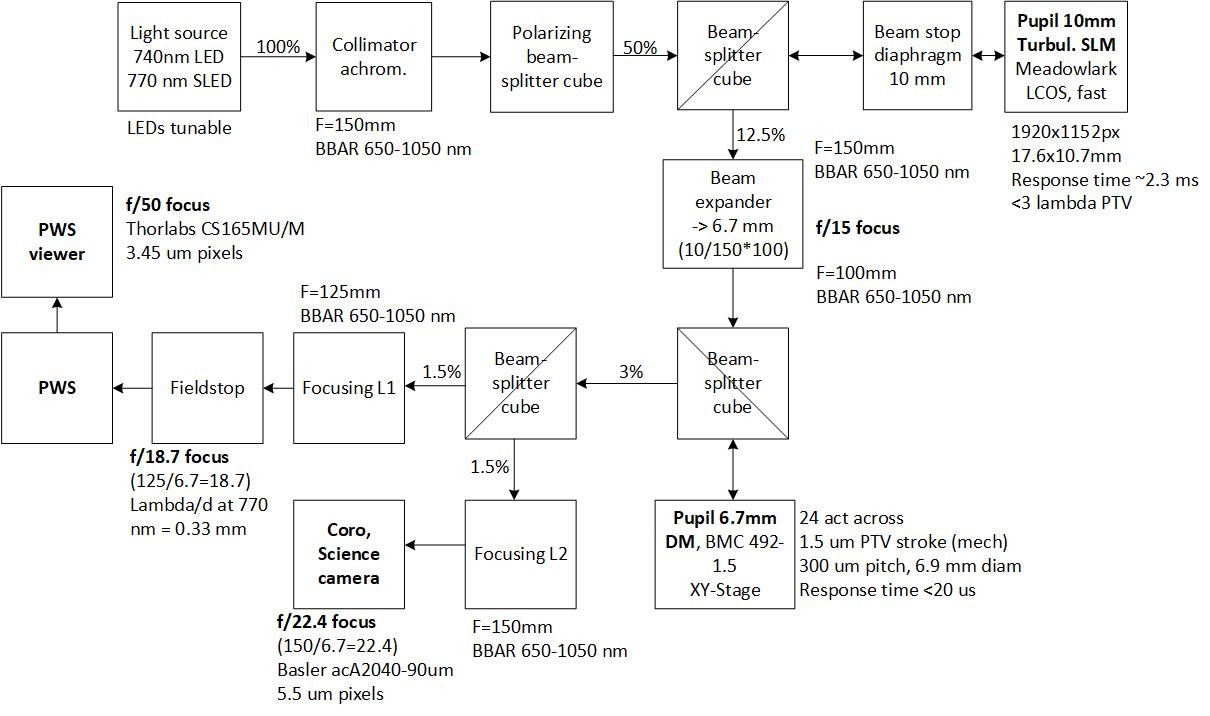 Light source
740nm LED
770 nm SLED
100%
Collimator
achrom.
Polarizing
beam-
splitter cube
50%
Beam-
splitter
cube
Beam stop
diaphragm
10 mm
Pupil 10mm
Turbul. SLM
Meadowlark
LCOS, fast
LEDs tunable
F=150mm
BBAR 650-1050 nm
12.5%
1920x1152px
17.6x10.7mm
Response time ~2.3 ms
<3 lambda PTV
F=150mm
BBAR 650-1050 nm
Beam
expander
-> 6.7 mm
(10/150*100)
f/15 focus
F=100mm
BBAR 650-1050 nm
PWS
viewer
f/50 focus
Thorlabs CS165MU/M
3.45 um pixels
F=125mm
BBAR 650-1050 nm
PWS
Fieldstop
Focusing L1
1.5%
Beam-
splitter
cube
3%
Beam-
splitter
cube
f/18.7 focus
(125/6.7=18.7)
Lambda/d at 770
nm = 0.33 mm
1.5%
Coro,
Science
camera
Focusing L2
Pupil 6.7mm
DM, BMC 492-
1.5
XY-Stage
24 act across
1.5 um PTV stroke (mech)
300 um pitch, 6.9 mm diam
Response time <20 us
f/22.4 focus
(150/6.7=22.4)
Basler acA2040-90um
5.5 um pixels
F=150mm
BBAR 650-1050 nm